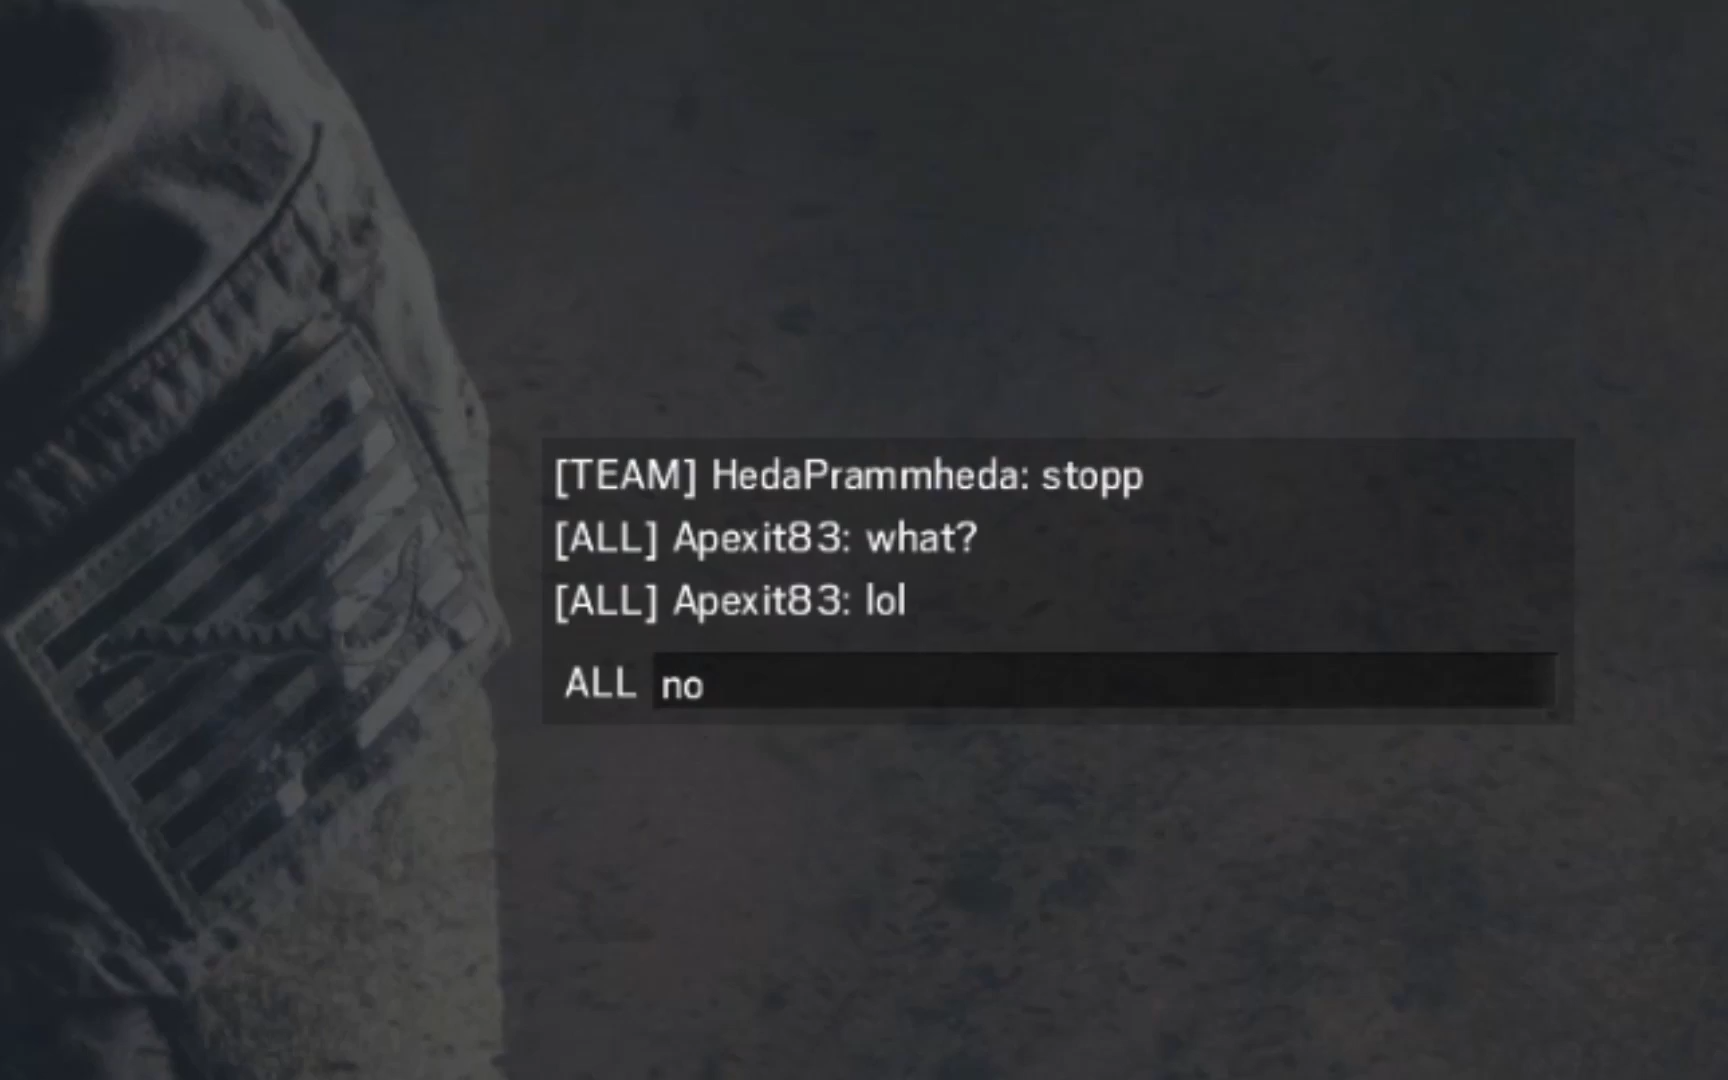 [TEAM] HedaPrammheda: stopp
[ALL] Apexit83: what?
[ALL] Apexit83: lol
ALL no